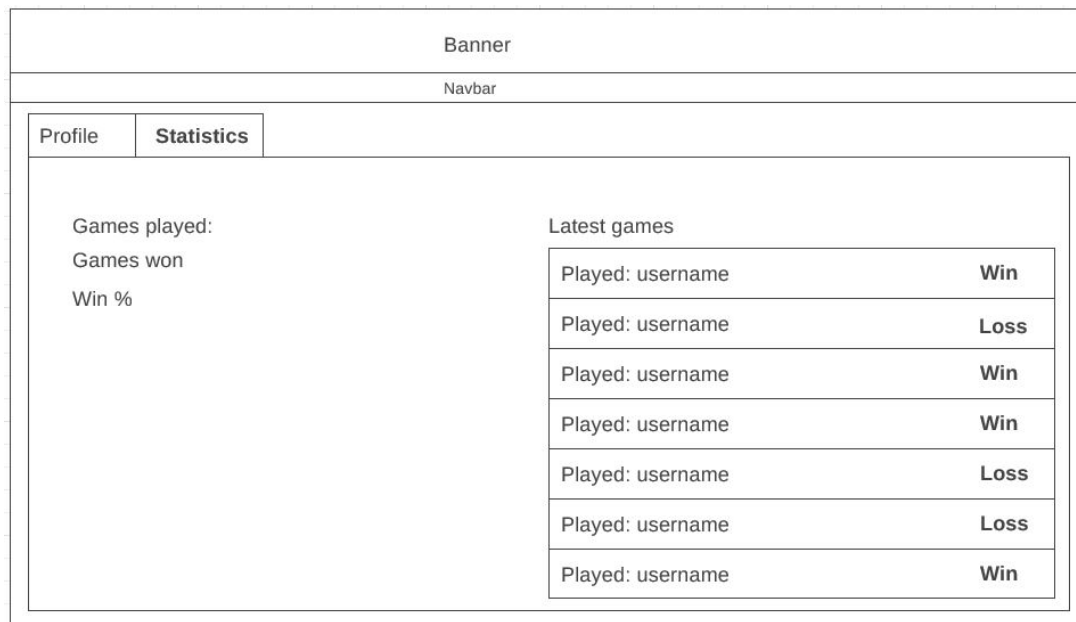 Banner
Navbar
Profile
Statistics
Games played:
Games won
Win %
Latest games
Played: username Win
Played: username Loss
Played: username Win
Played: username Win
Played: username Loss
Played: username Loss
Played: username Win